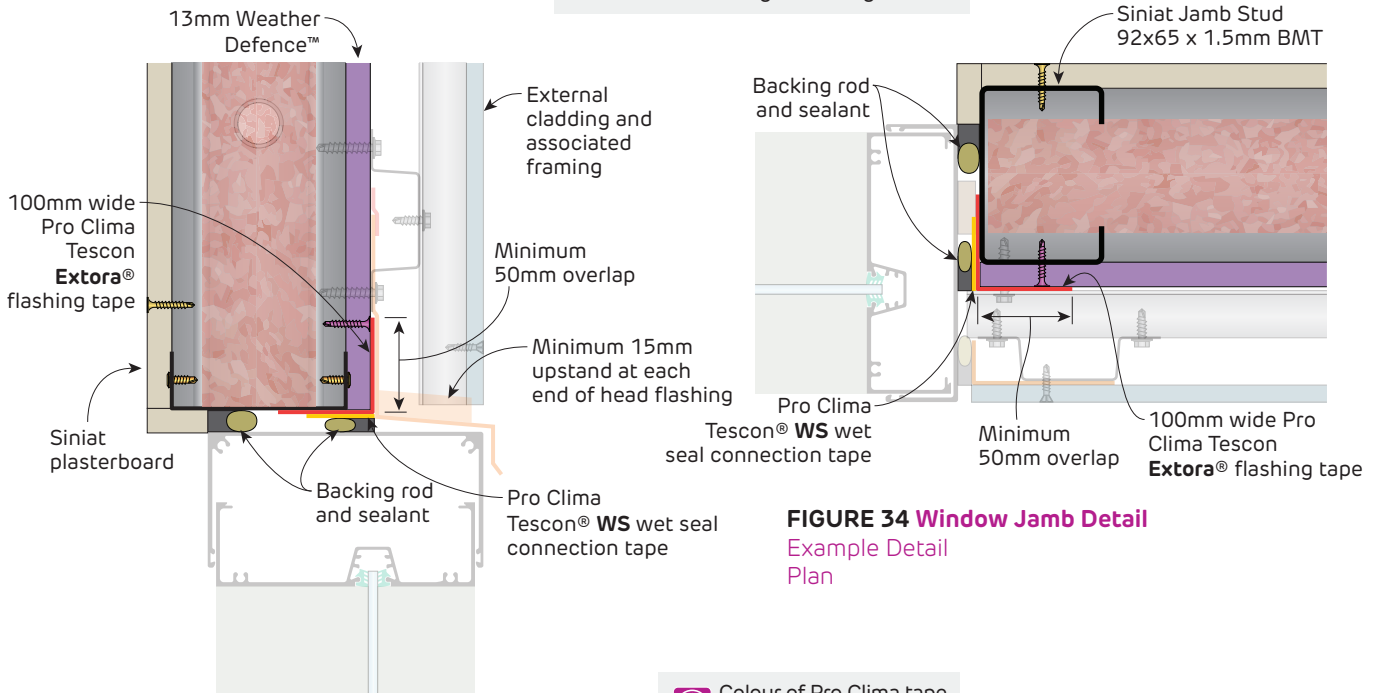 13mm Weather
Defence™
External
cladding and
associated
framing
100mm wide
Pro Clima
Tescon
Extora®
flashing tape
Minimum
50mm overlap
Minimum 15mm
upstand at each
end of head flashing
Siniat
plasterboard
Backing rod
and sealant
Pro Clima
Tescon® WS wet seal
connection tape
Siniat Jamb Stud
92x65 x 1.5mm BMT
Backing rod
and sealant
Pro Clima
Tescon® WS wet
seal connection tape
Minimum
50mm overlap
100mm wide Pro
Clima Tescon
Extora® flashing tape
FIGURE 34 Window Jamb Detail
Example Detail
Plan
Colour of Pro Clima tape